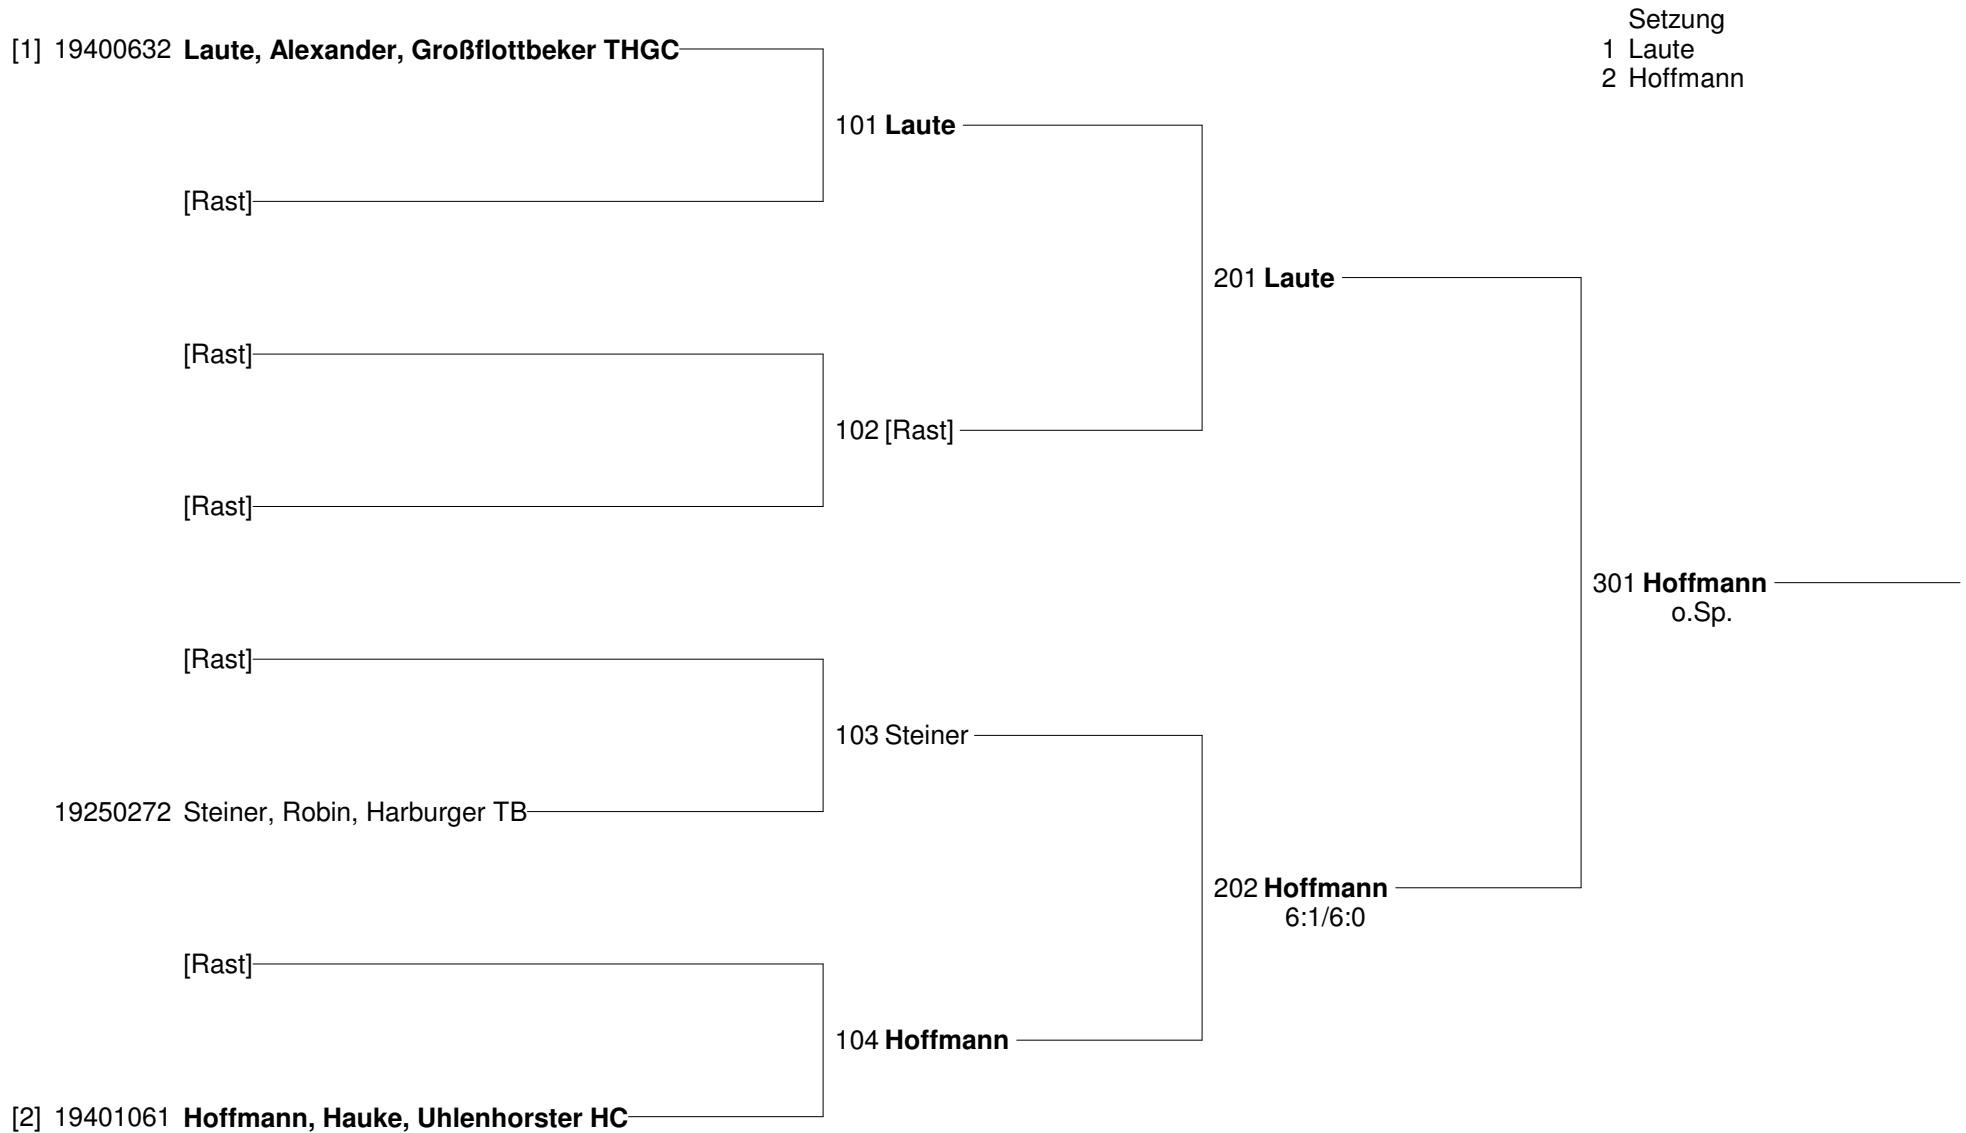 Setzung
[1] 19400632 Laute, Alexander, Großflottbeker THGC
1 Laute
2 Hoffmann
101 Laute
[Rast]
201 Laute
[Rast]
102 [Rast]
[Rast]
301 Hoffmann
o.Sp.
[Rast]
103 Steiner
19250272 Steiner, Robin, Harburger TB
202 Hoffmann
6:1/6:0
[Rast]
104 Hoffmann
[2] 19401061 Hoffmann, Hauke, Uhlenhorster HC